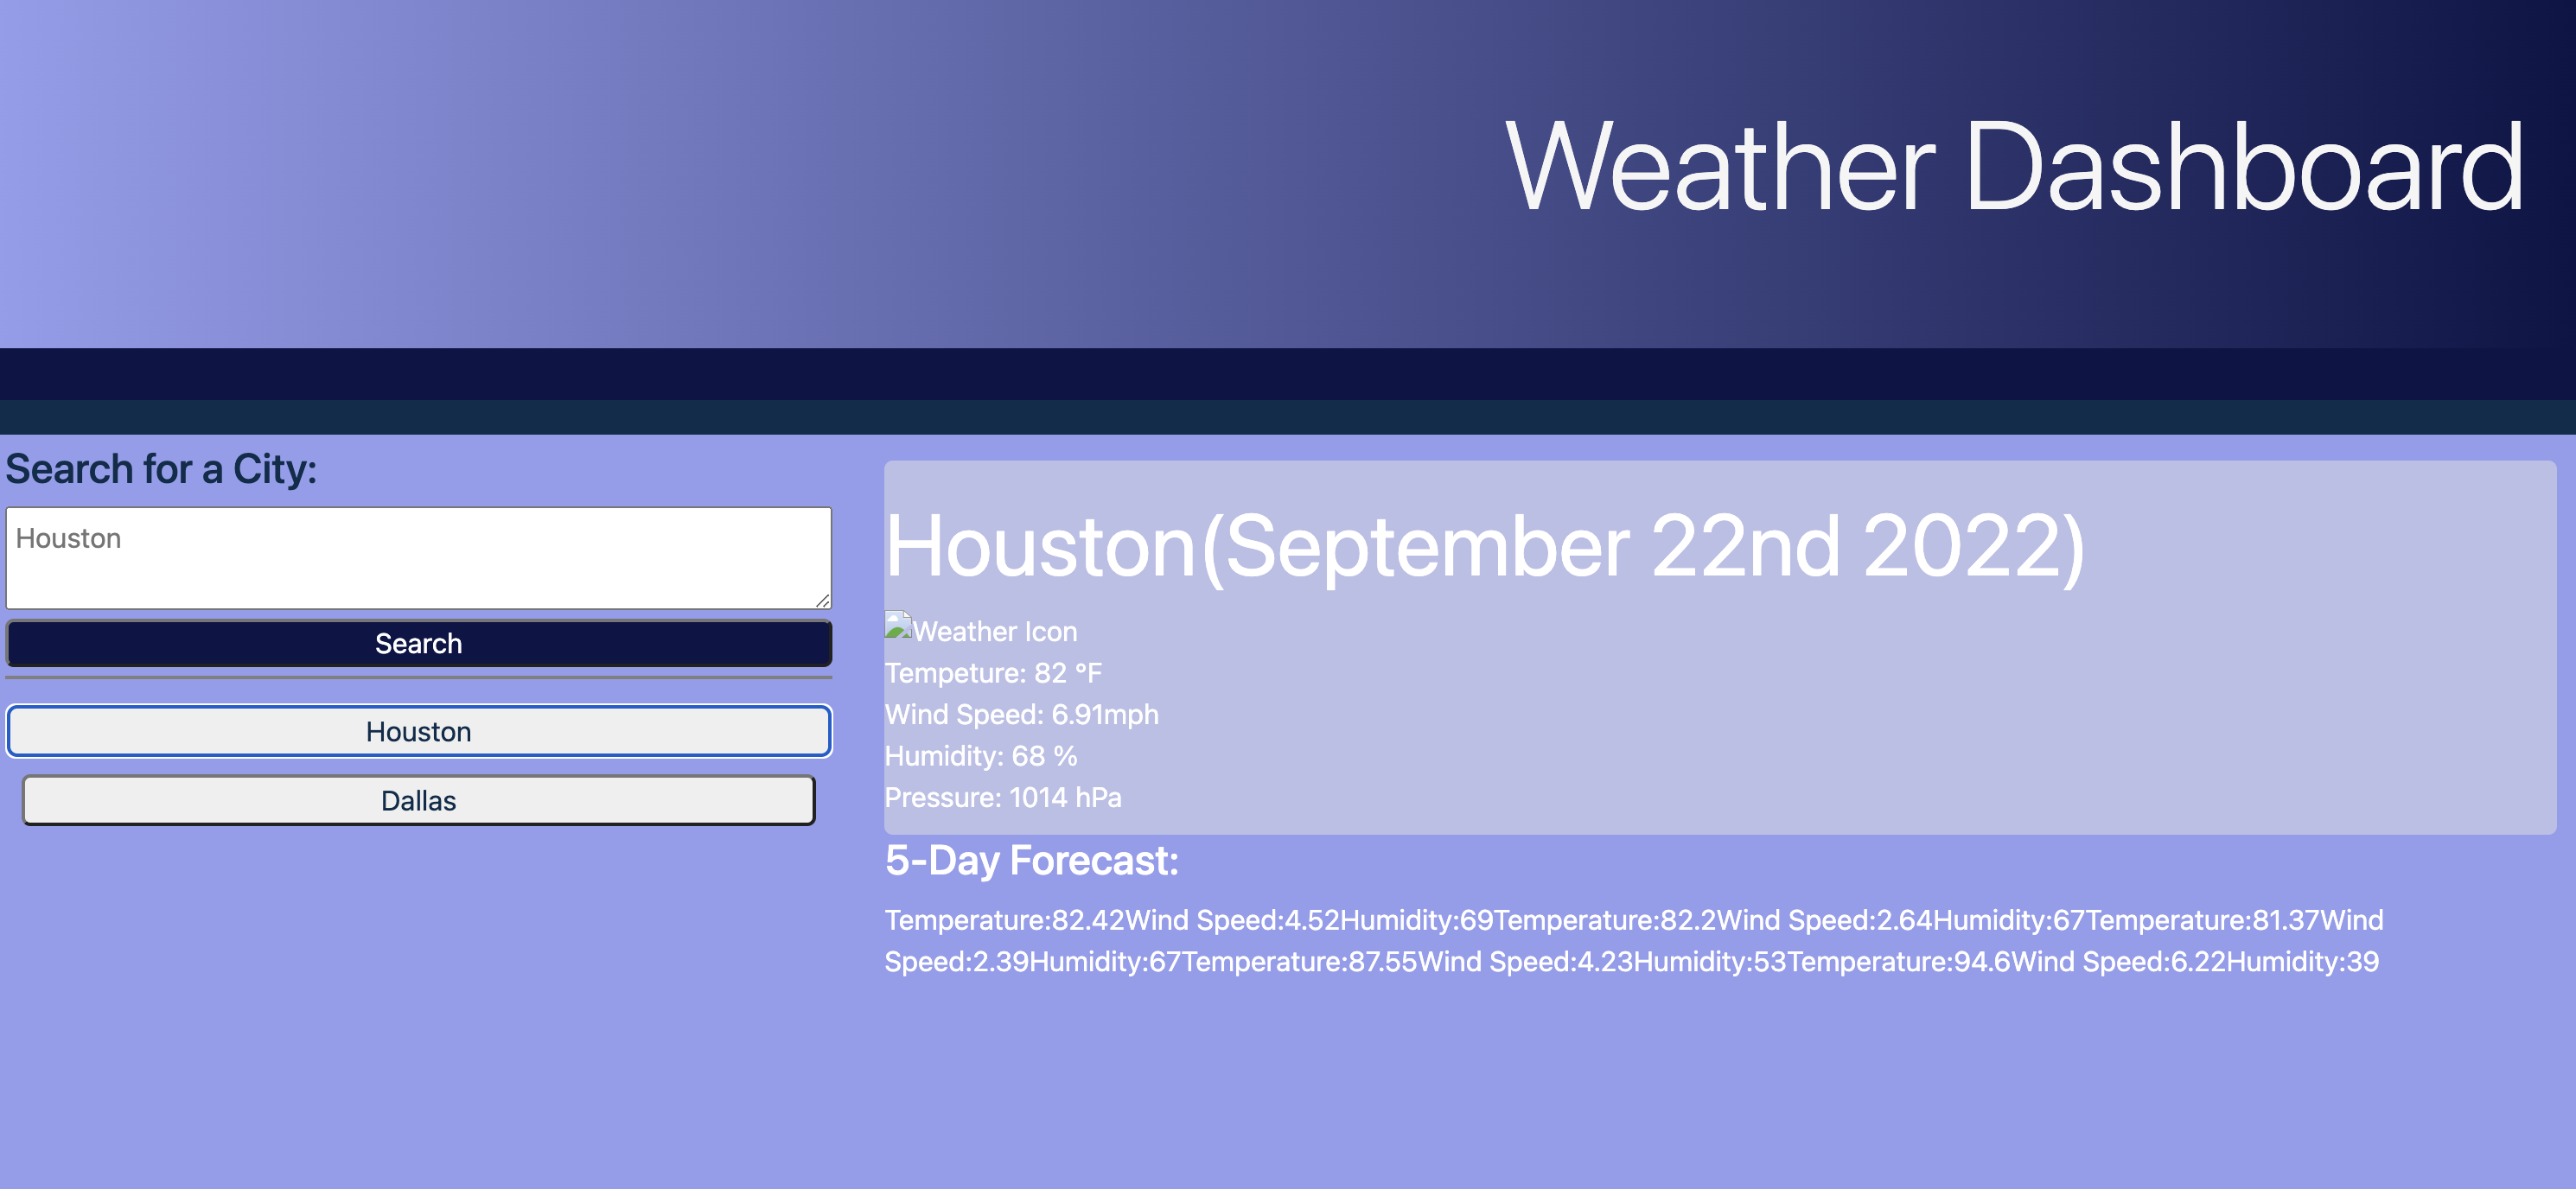 Weather Dashboard
Search for a City:
Houston
Search
Houston
Dallas
Houston(September 22nd 2022)
Weather Icon
Tempeture: 82 °F
Wind Speed: 6.91mph
Humidity: 68 %
Pressure: 1014 hPa
5-Day Forecast:
Temperature:82.42Wind Speed:4.52Humidity:69Temperature:82.2Wind Speed:2.64Humidity:67Temperature:81.37Wind
Speed:2.39Humidity:67Temperature:87.55Wind Speed:4.23Humidity:53Temperature:94.6Wind Speed:6.22Humidity:39